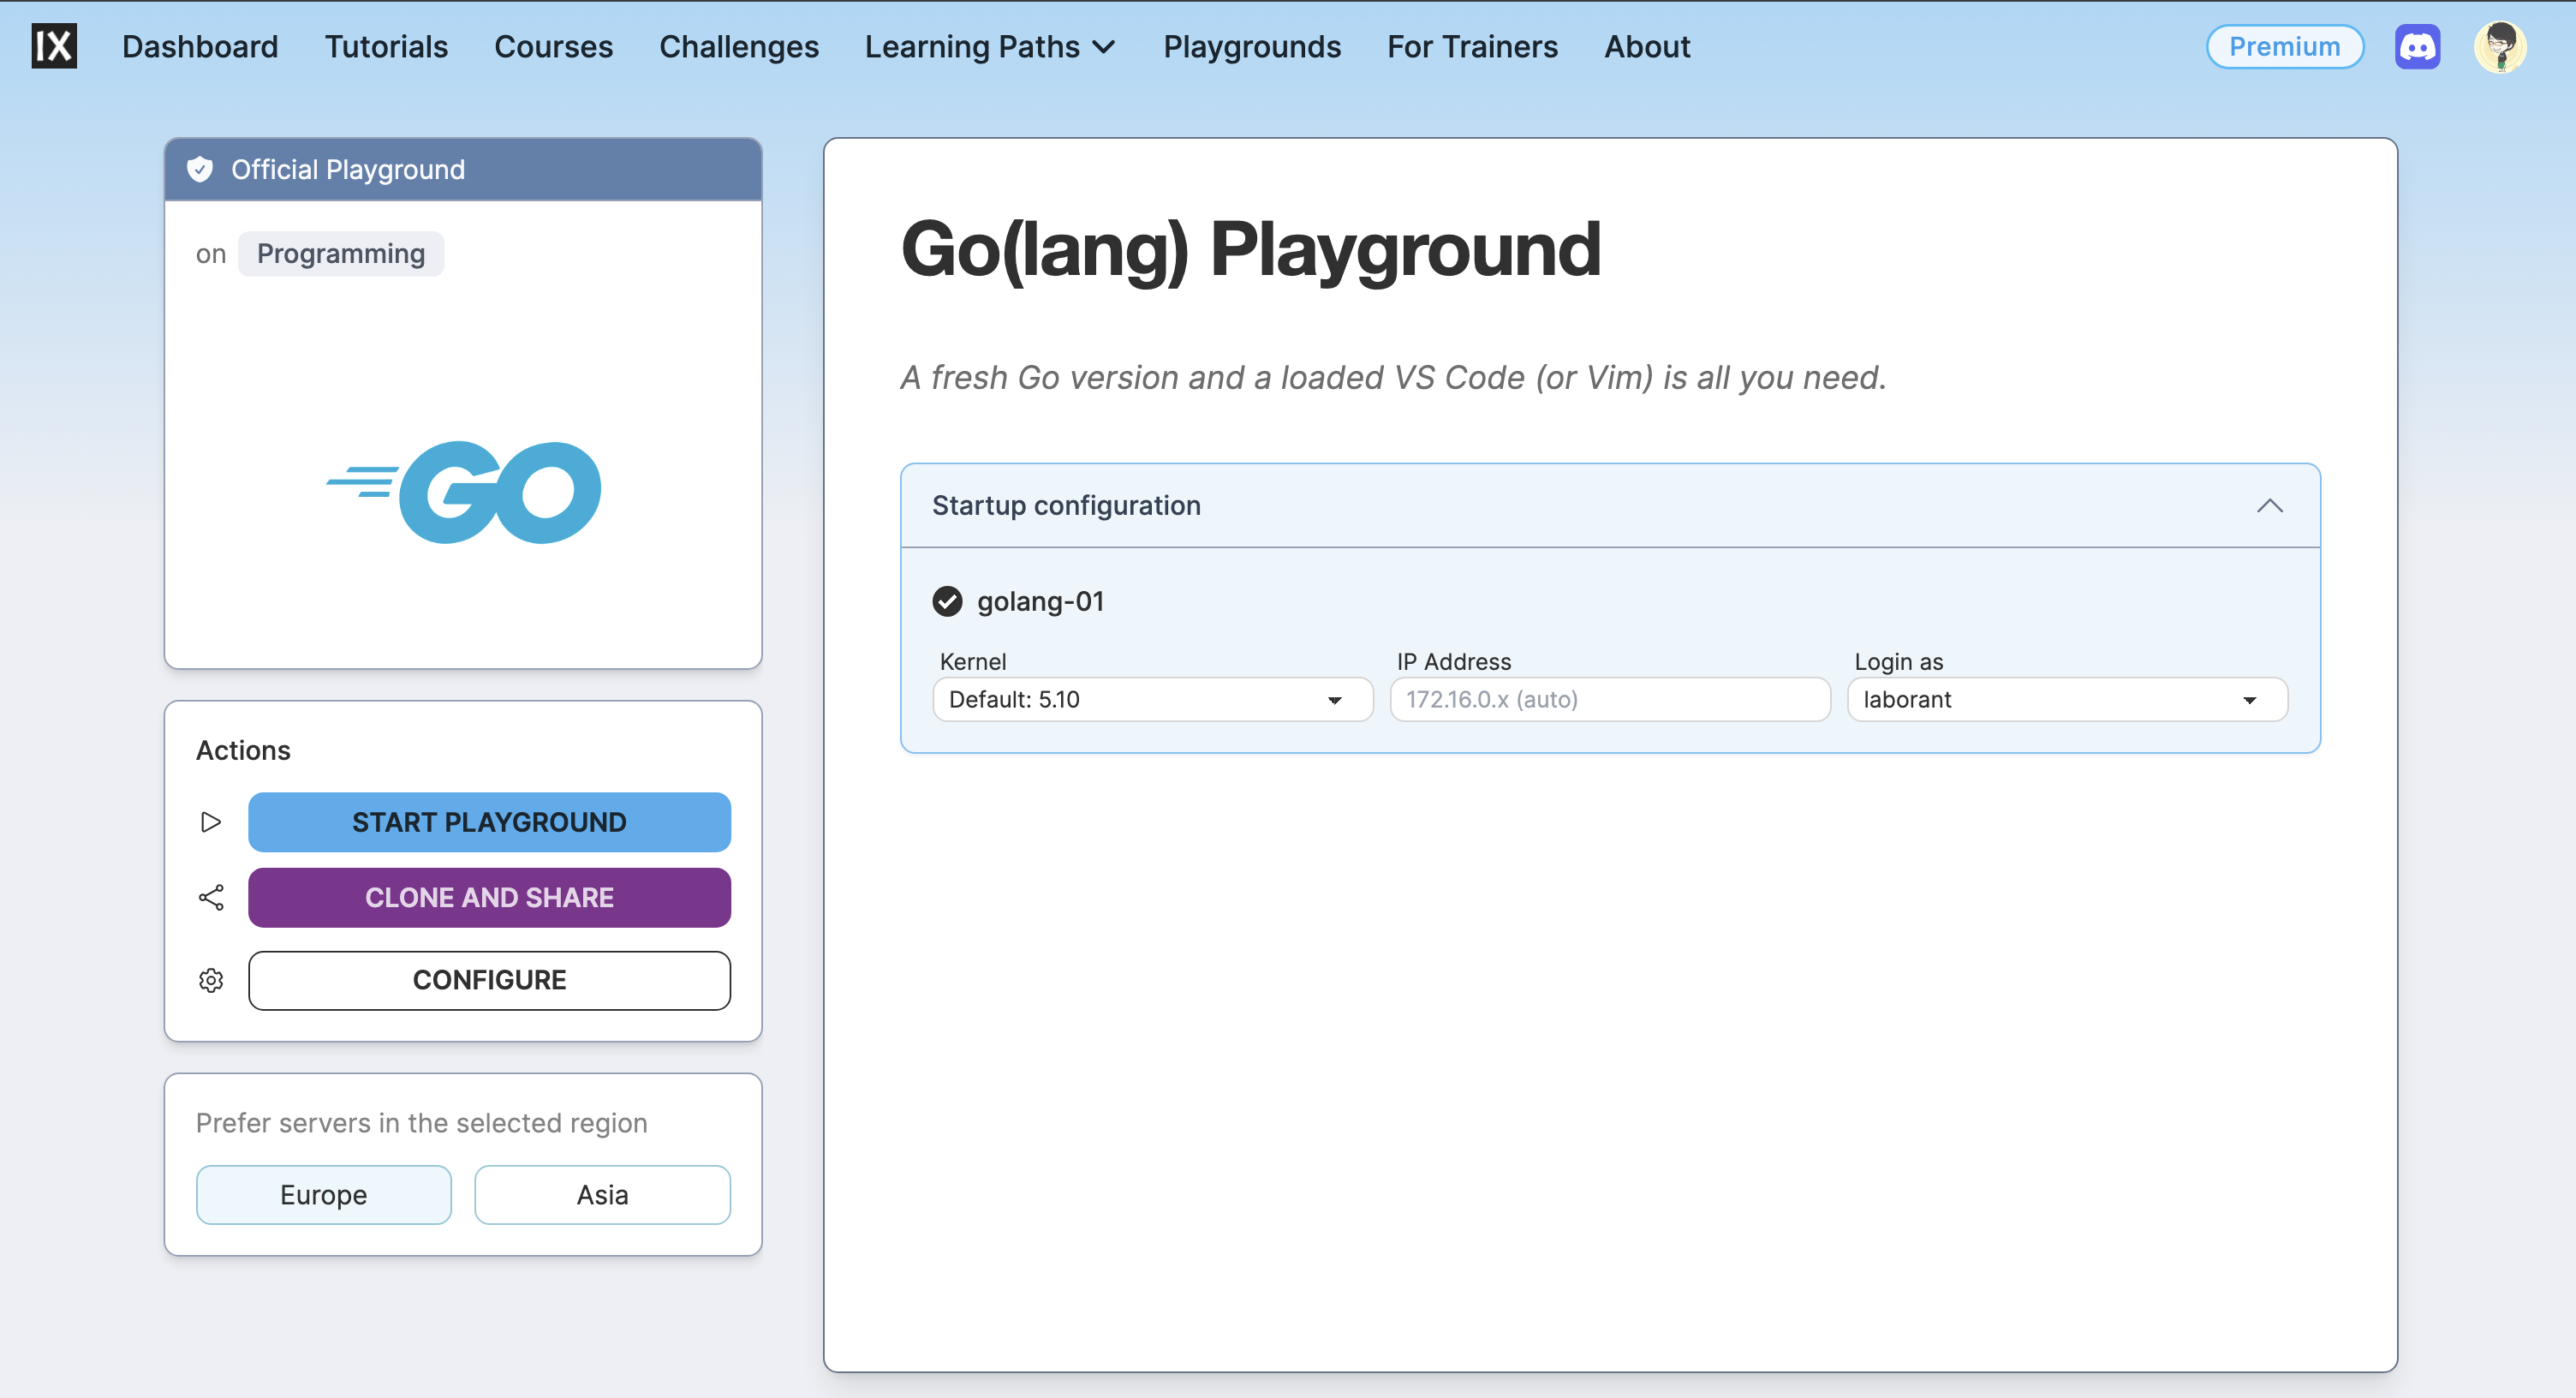 IX Dashboard Tutorials Courses Challenges Learning Paths Playgrounds For Trainers About Premium
Official Playground
on Programming
GO
Actions
START PLAYGROUND
CLONE AND SHARE
CONFIGURE
Prefer servers in the selected region
Europe Asia
Go(lang) Playground
A fresh Go version and a loaded VS Code (or Vim) is all you need.
Startup configuration
golang-01
Kernel IP Address Login as
Default: 5.10 172.16.0.x (auto) laborant